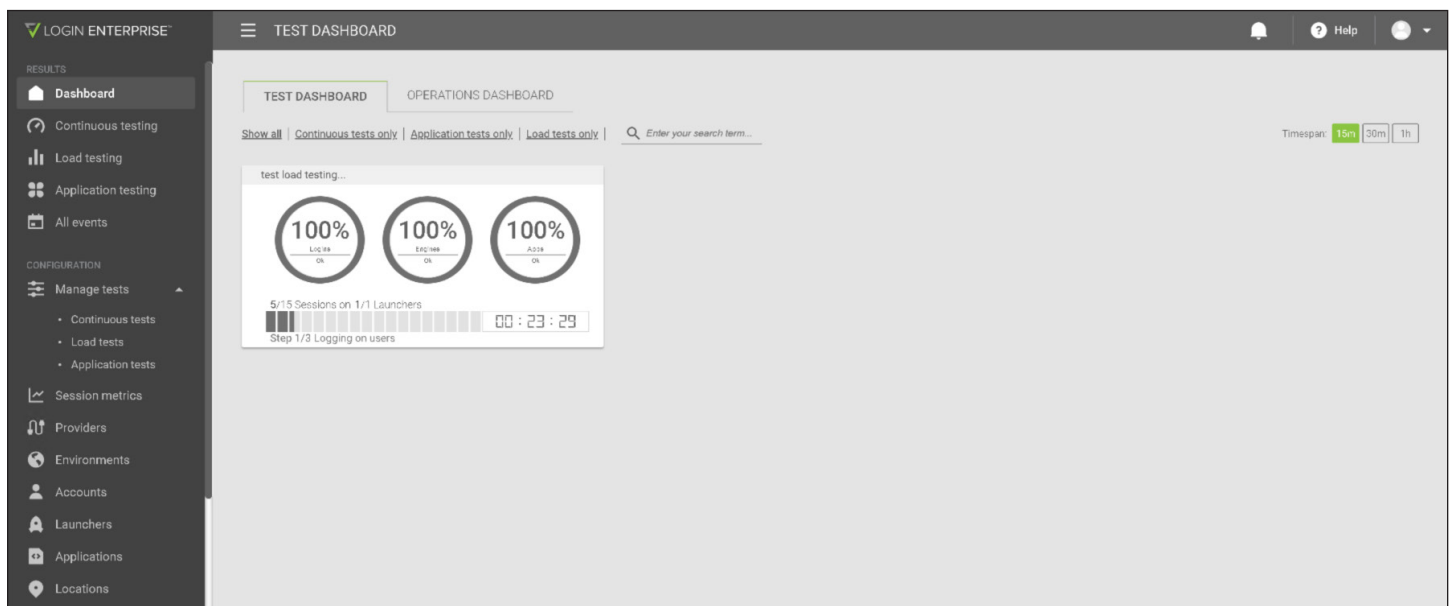 LOGIN ENTERPRISE™
TEST DASHBOARD
Help
RESULTS
Dashboard
Continuous testing
Load testing
Application testing
All events
CONFIGURATION
Manage tests
Continuous tests
Load tests
Application tests
Session metrics
Providers
Environments
Accounts
Launchers
Applications
Locations
TEST DASHBOARD
OPERATIONS DASHBOARD
Show all | Continuous tests only | Application tests only | Load tests only |
Enter your search term...
Timespan: 15m 30m 1h
test load testing...
100%
Logins
Ok
100%
Engines
Ok
100%
Apps
Ok
5/15 Sessions on 1/1 Launchers
00:23:29
Step 1/3 Logging on users